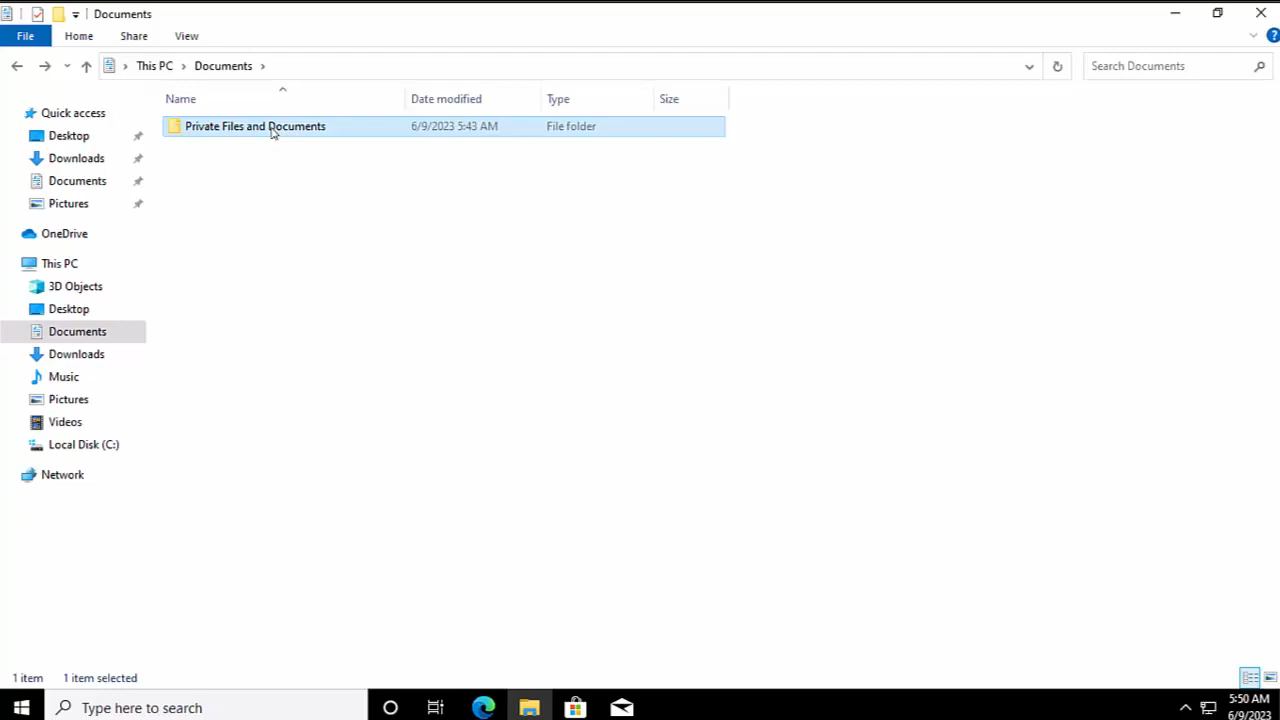 Documents
File Home Share View
This PC Documents Search Documents
Name Date modified Type Size
Private Files and Documents 6/9/2023 5:43 AM File folder
Quick access
Desktop
Downloads
Documents
Pictures
OneDrive
This PC
3D Objects
Desktop
Documents
Downloads
Music
Pictures
Videos
Local Disk (C:)
Network
1 item 1 item selected
Type here to search
5:50 AM
6/9/2023